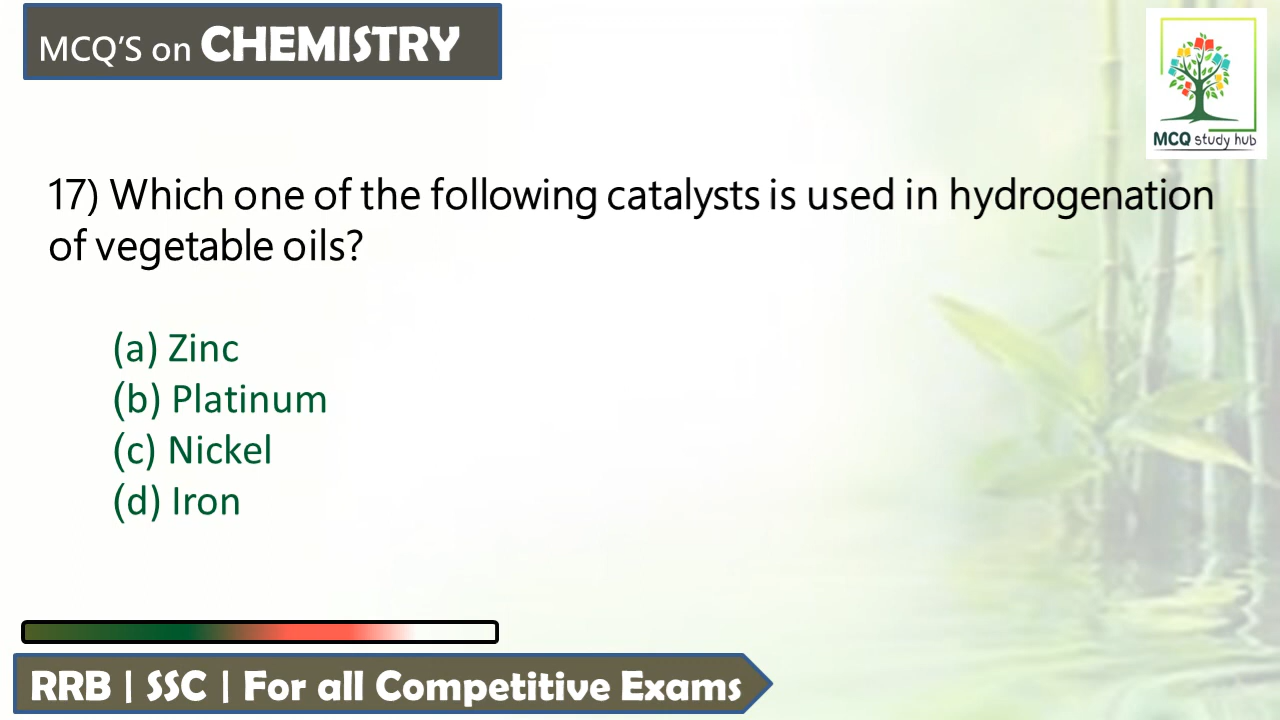 MCQ'S on CHEMISTRY
MCQ study hub
17) Which one of the following catalysts is used in hydrogenation
of vegetable oils?
(a) Zinc
(b) Platinum
(c) Nickel
(d) Iron
RRB | SSC | For all Competitive Exams